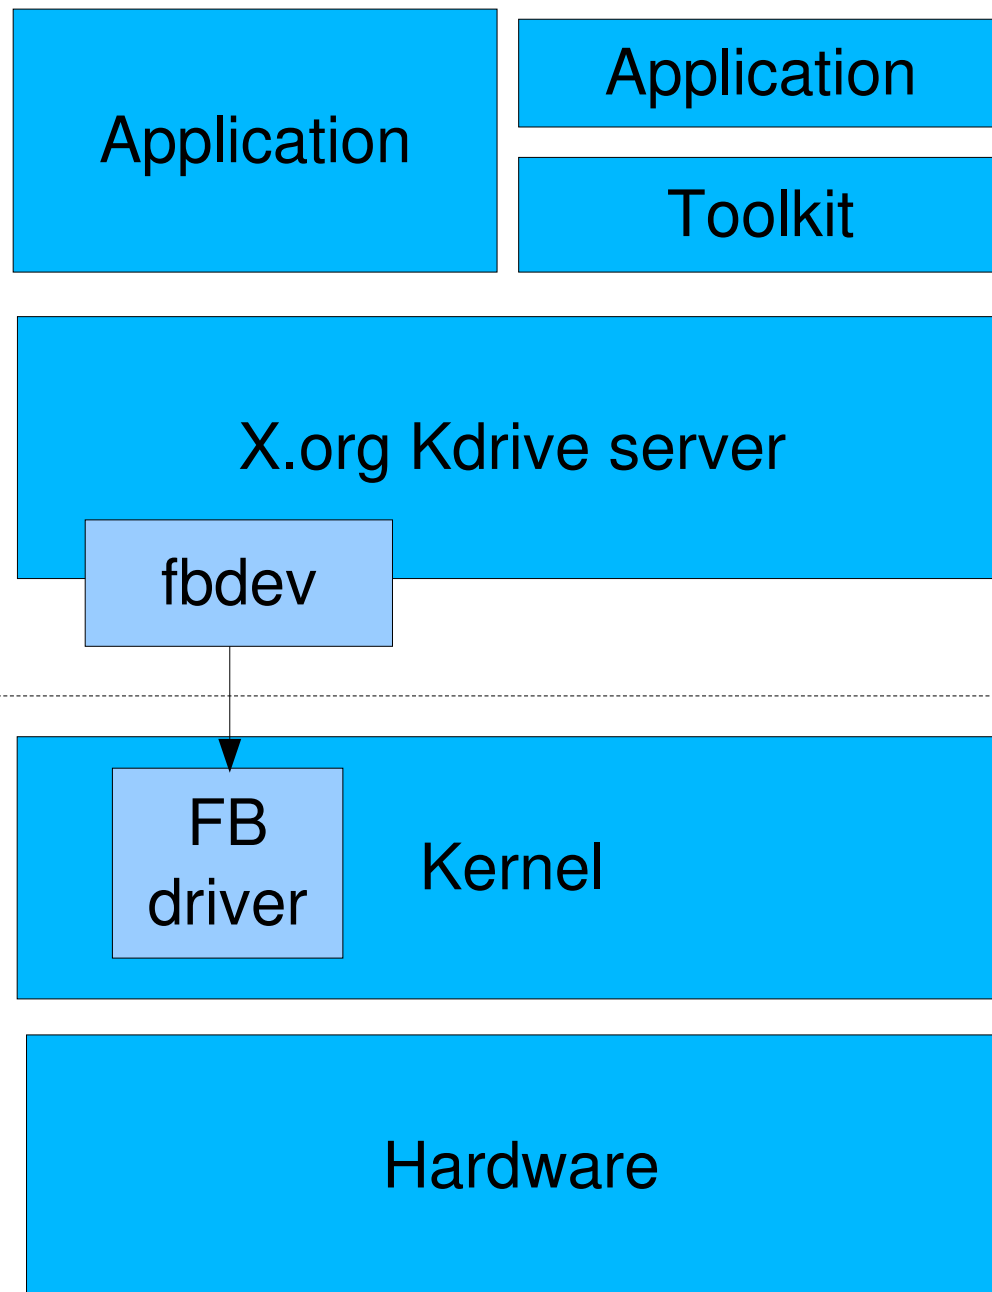 Application
Application
Toolkit
X.org Kdrive server
fbdev
FB
driver
Kernel
Hardware